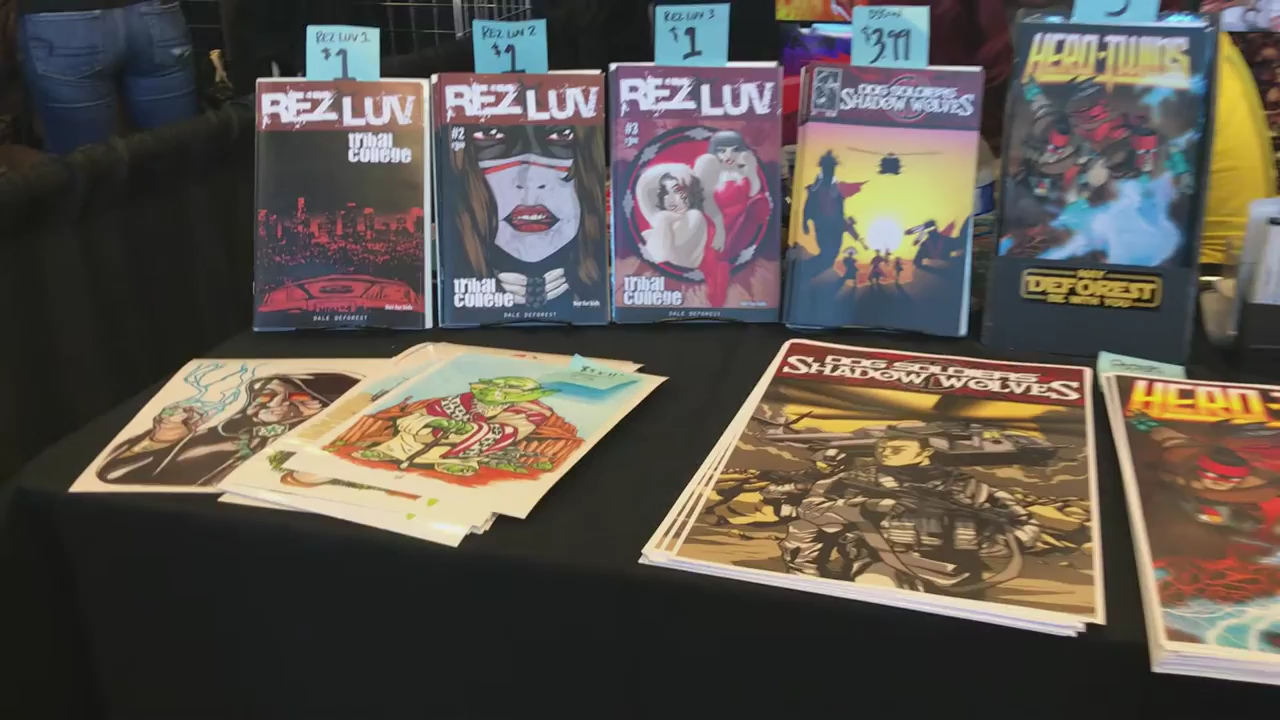 REZ LUV 1
$1
REZ LUV 2
$1
REZ LUV 3
$1
$3.99
REZ LUV
tribal
college
DALE DEFOREST
REZ LUV
#2
tribal
college
DALE DEFOREST
REZ LUV
#3
tribal
college
DALE DEFOREST
DOG SOLDIERS
SHADOW WOLVES
HERO TWINS
MAY
DEFOREST
BE WITH YOU
DOG SOLDIERS
SHADOW WOLVES
HERO